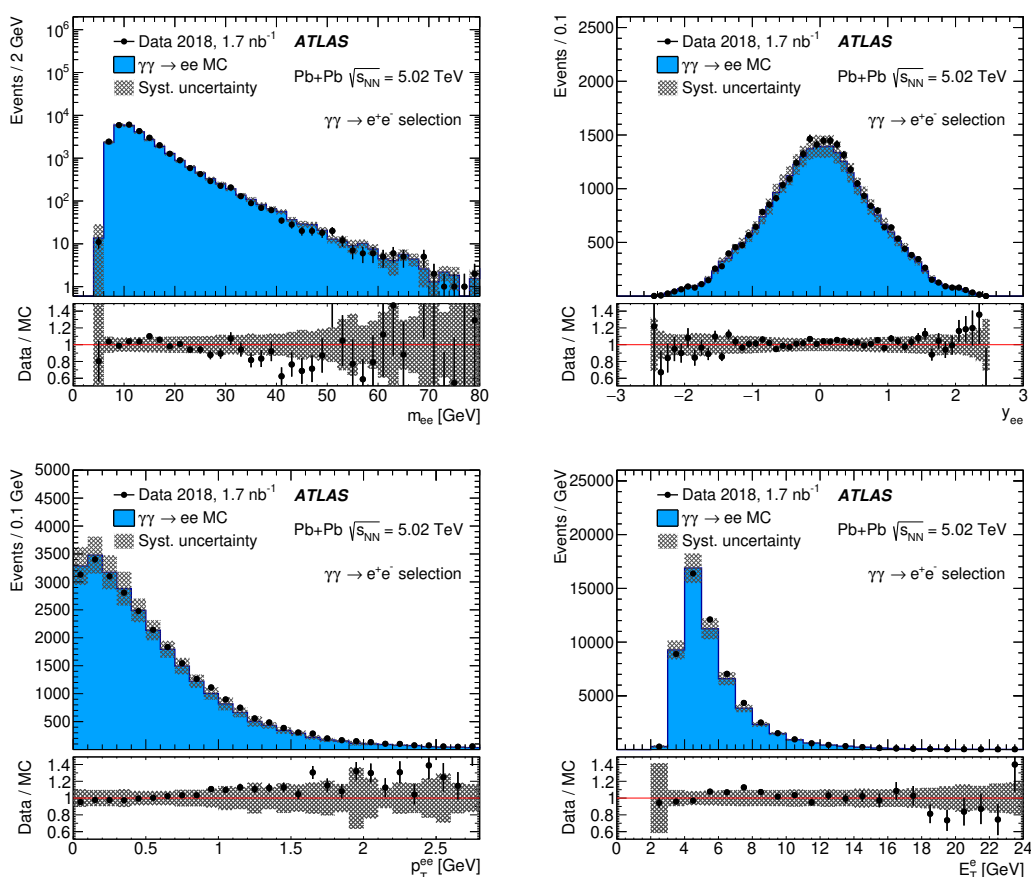 Events / 2 GeV
10⁶
10⁵
10⁴
10³
10²
10
1
Data 2018, 1.7 nb⁻¹ ATLAS
γγ → ee MC Pb+Pb √s_NN = 5.02 TeV
Syst. uncertainty
γγ → e⁺e⁻ selection
Data / MC
1.4
1.2
1
0.8
0.6
0 10 20 30 40 50 60 70 80
m_ee [GeV]
Events / 0.1
2500
2000
1500
1000
500
Data 2018, 1.7 nb⁻¹ ATLAS
γγ → ee MC Pb+Pb √s_NN = 5.02 TeV
Syst. uncertainty
γγ → e⁺e⁻ selection
Data / MC
1.4
1.2
1
0.8
0.6
−3 −2 −1 0 1 2 3
y_ee
Events / 0.1 GeV
5000
4500
4000
3500
3000
2500
2000
1500
1000
500
Data 2018, 1.7 nb⁻¹ ATLAS
γγ → ee MC Pb+Pb √s_NN = 5.02 TeV
Syst. uncertainty
γγ → e⁺e⁻ selection
Data / MC
1.4
1.2
1
0.8
0.6
0 0.5 1 1.5 2 2.5
p_T^ee [GeV]
Events / GeV
25000
20000
15000
10000
5000
Data 2018, 1.7 nb⁻¹ ATLAS
γγ → ee MC Pb+Pb √s_NN = 5.02 TeV
Syst. uncertainty
γγ → e⁺e⁻ selection
Data / MC
1.4
1.2
1
0.8
0.6
0 2 4 6 8 10 12 14 16 18 20 22 24
E_T^e [GeV]